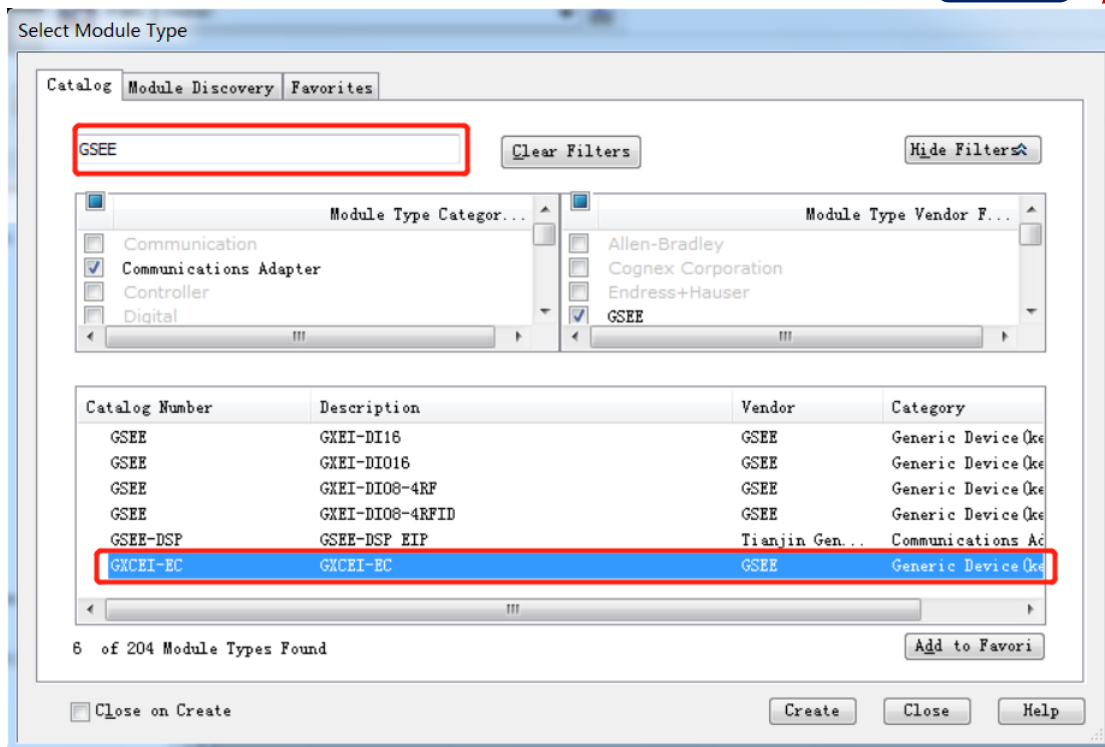 Select Module Type
Catalog Module Discovery Favorites
GSEE Clear Filters Hide Filters
Module Type Categor... Module Type Vendor F...
Communication Allen-Bradley
Communications Adapter Cognex Corporation
Controller Endress+Hauser
Digital GSEE
Catalog Number Description Vendor Category
GSEE GXEI-DI16 GSEE Generic Device(ke
GSEE GXEI-DIO16 GSEE Generic Device(ke
GSEE GXEI-DIO8-4RF GSEE Generic Device(ke
GSEE GXEI-DIO8-4RFID GSEE Generic Device(ke
GSEE-DSP GSEE-DSP EIP Tianjin Gen... Communications Ad
GXCEI-EC GXCEI-EC GSEE Generic Device(ke
6 of 204 Module Types Found Add to Favori
Close on Create Create Close Help